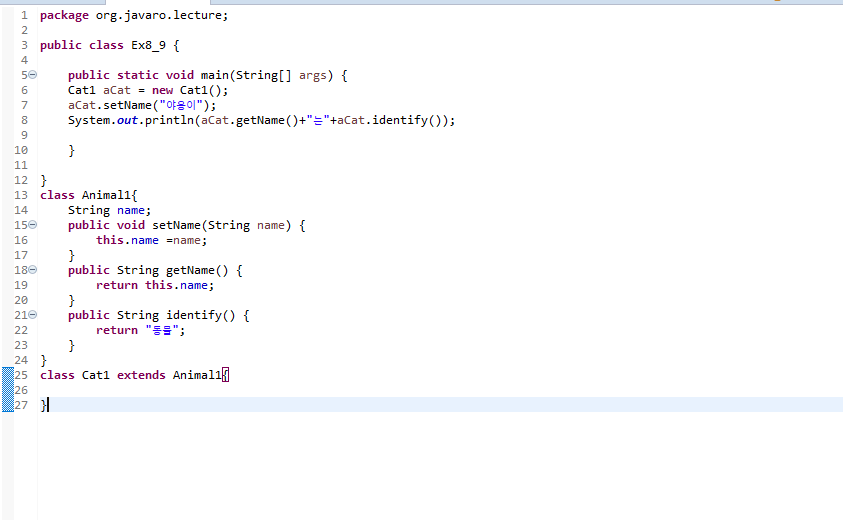 1 package org.javaro.lecture;
2
3 public class Ex8_9 {
4
5 public static void main(String[] args) {
6 Cat1 aCat = new Cat1();
7 aCat.setName("야옹이");
8 System.out.println(aCat.getName()+"는"+aCat.identify());
9
10 }
11
12 }
13 class Animal1{
14 String name;
15 public void setName(String name) {
16 this.name =name;
17 }
18 public String getName() {
19 return this.name;
20 }
21 public String identify() {
22 return "동물";
23 }
24 }
25 class Cat1 extends Animal1{
26
27 }